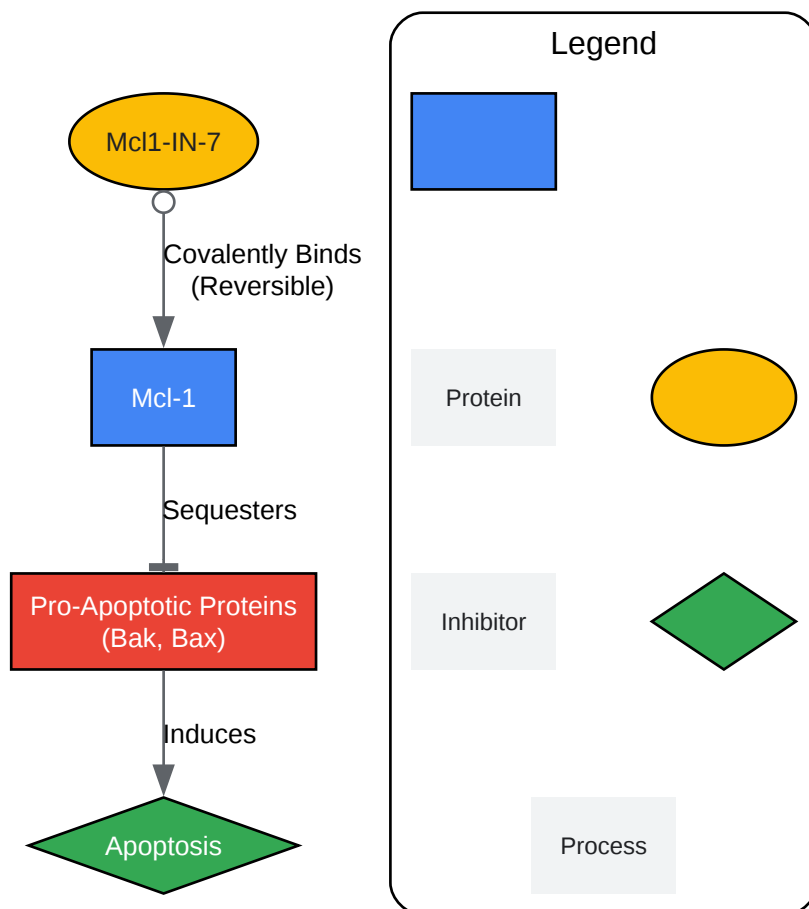 Mcl1-IN-7
Covalently Binds
(Reversible)
Mcl-1
Sequesters
Pro-Apoptotic Proteins
(Bak, Bax)
Induces
Apoptosis
Legend
Protein
Inhibitor
Process